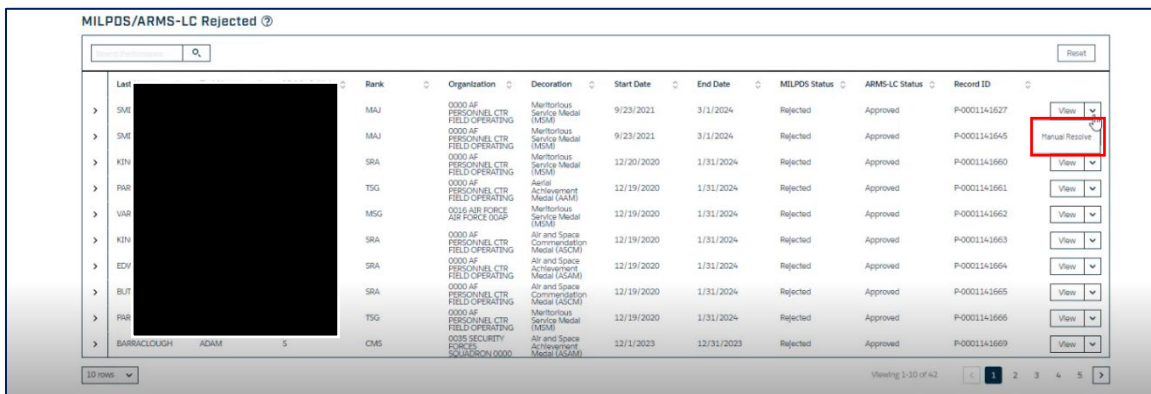 MILPDS/ARMS-LC Rejected
Reset
Last Rank Organization Decoration Start Date End Date MILPDS Status ARMS-LC Status Record ID
SMI MAJ 0000 AF PERSONNEL CTR FIELD OPERATING Meritorious Service Medal (MSM) 9/23/2021 3/1/2024 Rejected Approved P-0001141627 View
Manual Resolve
SMI MAJ 0000 AF PERSONNEL CTR FIELD OPERATING Meritorious Service Medal (MSM) 9/23/2021 3/1/2024 Rejected Approved P-0001141645
KIN SRA 0000 AF PERSONNEL CTR FIELD OPERATING Meritorious Service Medal (MSM) 12/20/2020 1/31/2024 Rejected Approved P-0001141660 View
PAR TSG 0000 AF PERSONNEL CTR FIELD OPERATING Aerial Achievement Medal (AAM) 12/19/2020 1/31/2024 Rejected Approved P-0001141661 View
VAR MSG 0016 AIR FORCE AIR FORCE 00AP Meritorious Service Medal (MSM) 12/19/2020 1/31/2024 Rejected Approved P-0001141662 View
KIN SRA 0000 AF PERSONNEL CTR FIELD OPERATING Air and Space Commendation Medal (ASCM) 12/19/2020 1/31/2024 Rejected Approved P-0001141663 View
EDV SRA 0000 AF PERSONNEL CTR FIELD OPERATING Air and Space Achievement Medal (ASAM) 12/19/2020 1/31/2024 Rejected Approved P-0001141664 View
BUT SRA 0000 AF PERSONNEL CTR FIELD OPERATING Air and Space Commendation Medal (ASCM) 12/19/2020 1/31/2024 Rejected Approved P-0001141665 View
PAR TSG 0000 AF PERSONNEL CTR FIELD OPERATING Meritorious Service Medal (MSM) 12/19/2020 1/31/2024 Rejected Approved P-0001141666 View
BARRACLOUGH ADAM S CMS 0035 SECURITY FORCES SQUADRON 0000 Air and Space Achievement Medal (ASAM) 12/1/2023 12/31/2023 Rejected Approved P-0001141669 View
10 rows Viewing 1-10 of 42 1 2 3 4 5